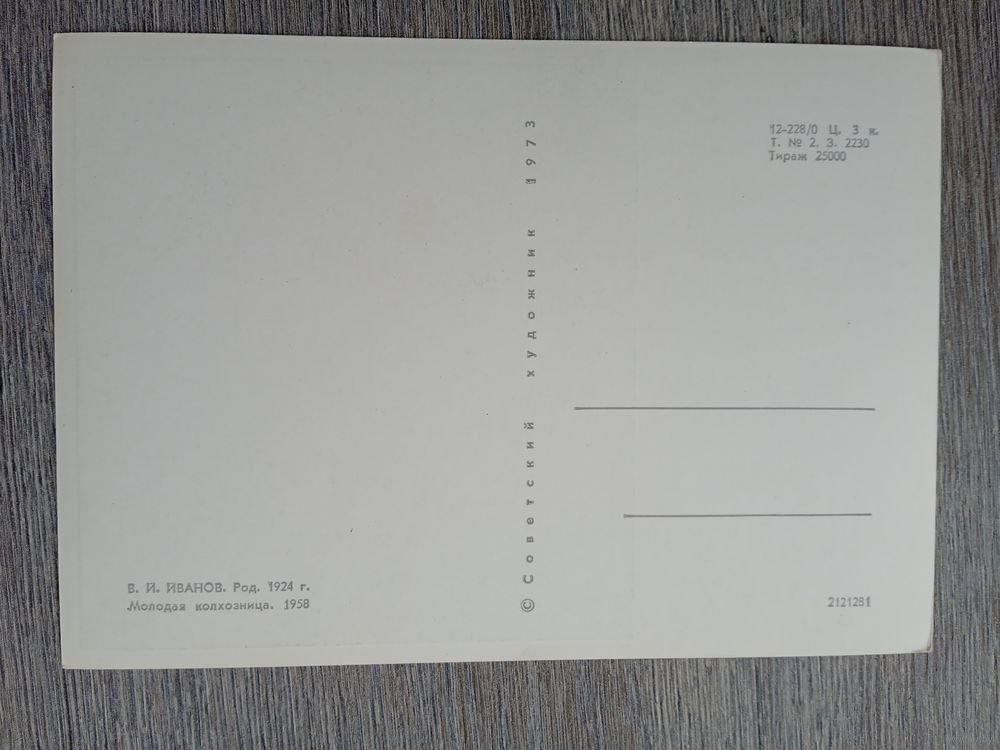 12-228/0 Ц. 3 к.
Т. № 2. З. 2230
Тираж 25000
© Советский художник 1973
В. И. ИВАНОВ. Род. 1924 г.
Молодая колхозница. 1958
2121281